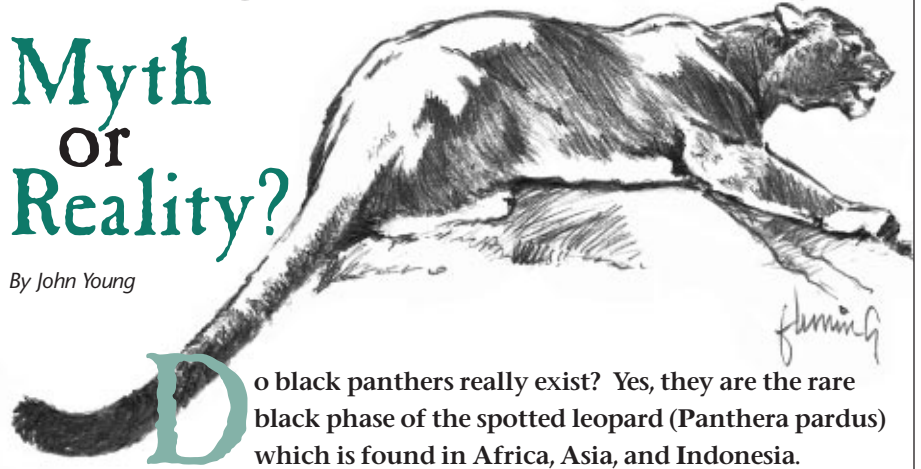 Myth
or
Reality?
By John Young
fleming
Do black panthers really exist? Yes, they are the rare
black phase of the spotted leopard (Panthera pardus)
which is found in Africa, Asia, and Indonesia.